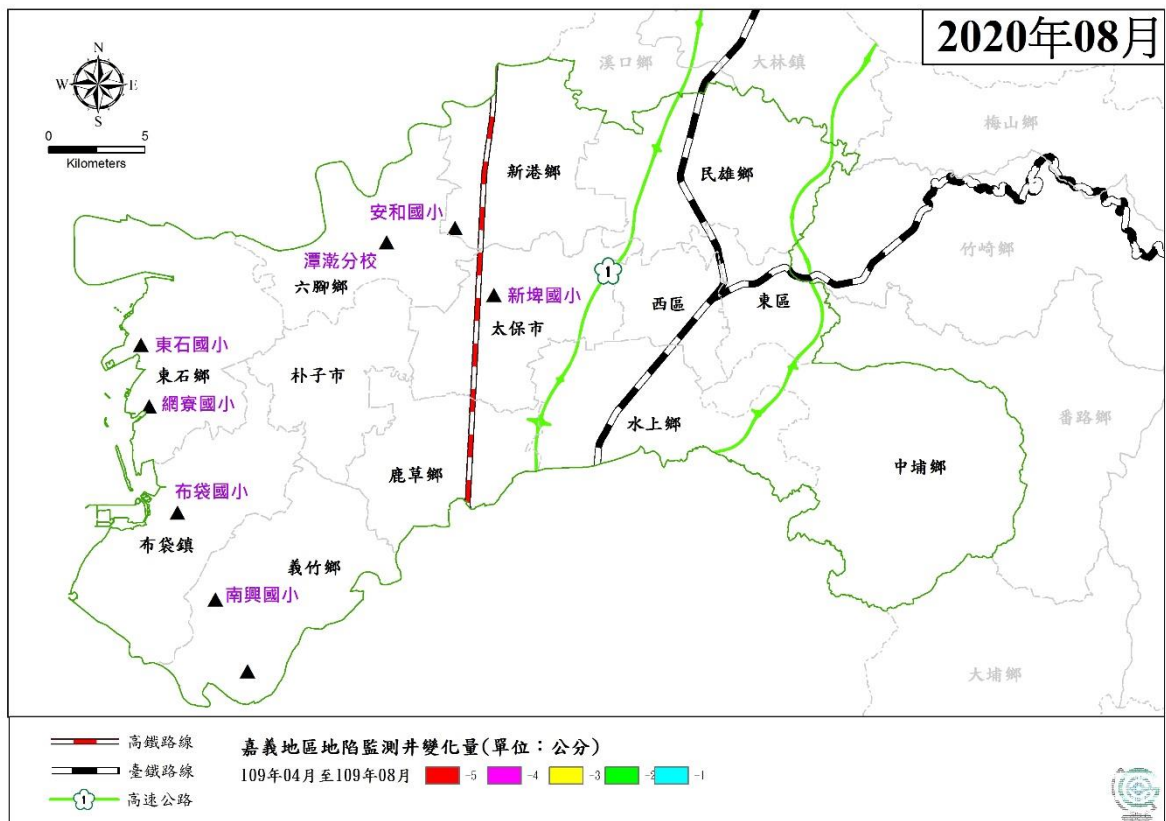 2020年08月
N
W
E
S
0
5
Kilometers
溪口鄉
大林鎮
梅山鄉
新港鄉
民雄鄉
安和國小
竹崎鄉
潭漧分校
六腳鄉
1
新埤國小
西區
東區
太保市
東石國小
東石鄉
朴子市
網寮國小
番路鄉
水上鄉
中埔鄉
鹿草鄉
布袋國小
布袋鎮
義竹鄉
南興國小
大埔鄉
高鐵路線
嘉義地區地陷監測井變化量(單位：公分)
臺鐵路線
109年04月至109年08月
-5
-4
-3
-2
-1
1
高速公路